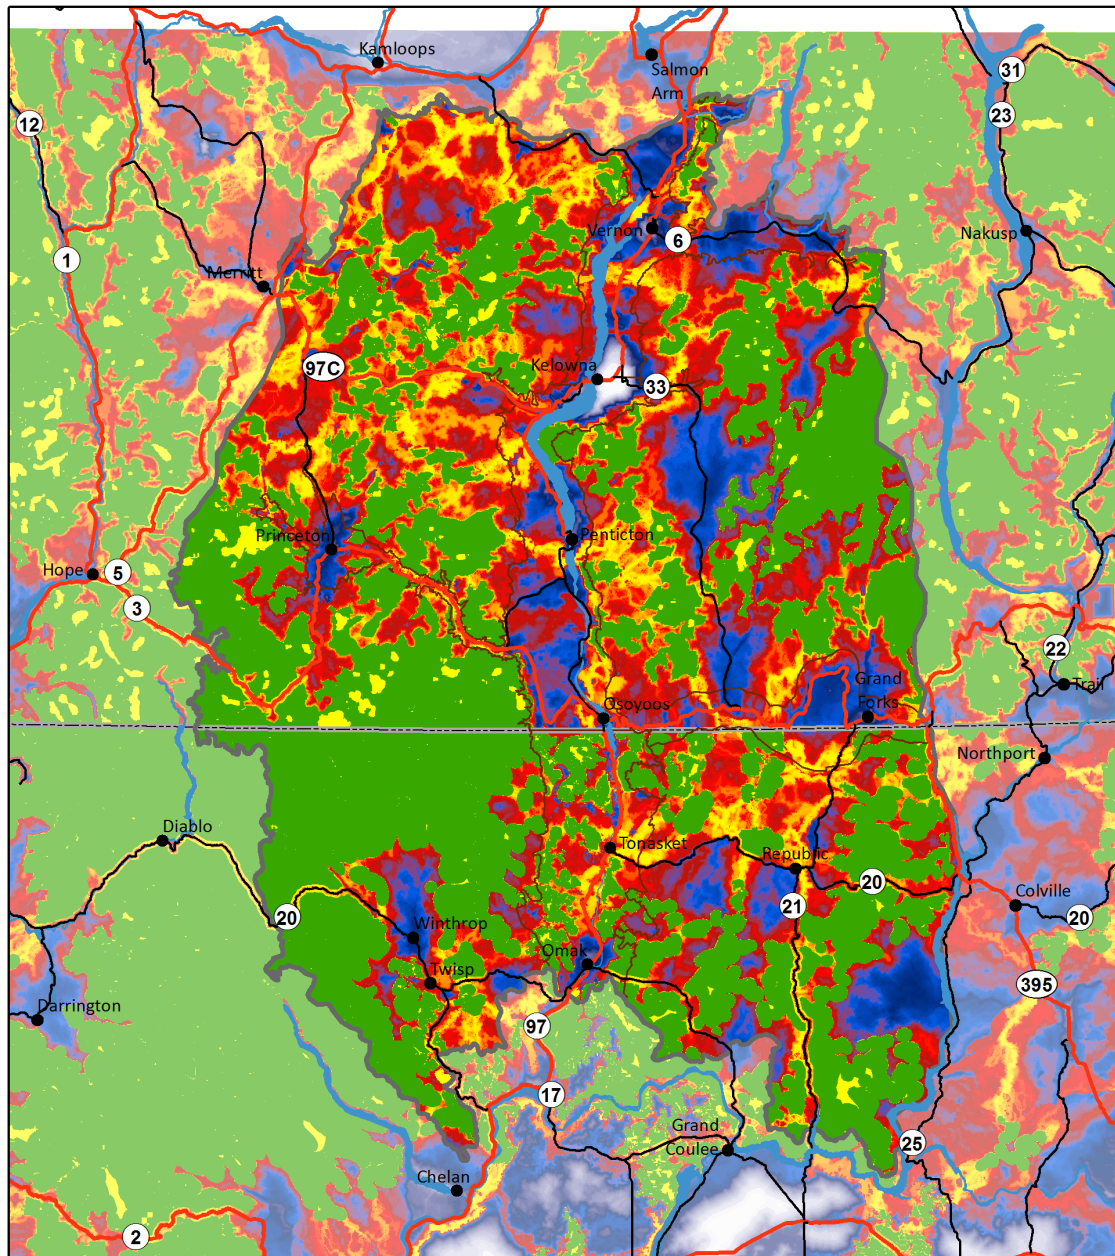 Kamloops
Salmon
Arm
31
23
12
Vernon
6
Nakusp
1
Merritt
97C
Kelowna
33
Princeton
Penticton
Hope
5
3
22
Trail
Grand
Forks
Osoyoos
Northport
Diablo
Tonasket
Republic
20
Colville
20
20
21
Winthrop
Omak
Twisp
395
Darrington
97
17
Grand
Coulee
25
Chelan
2